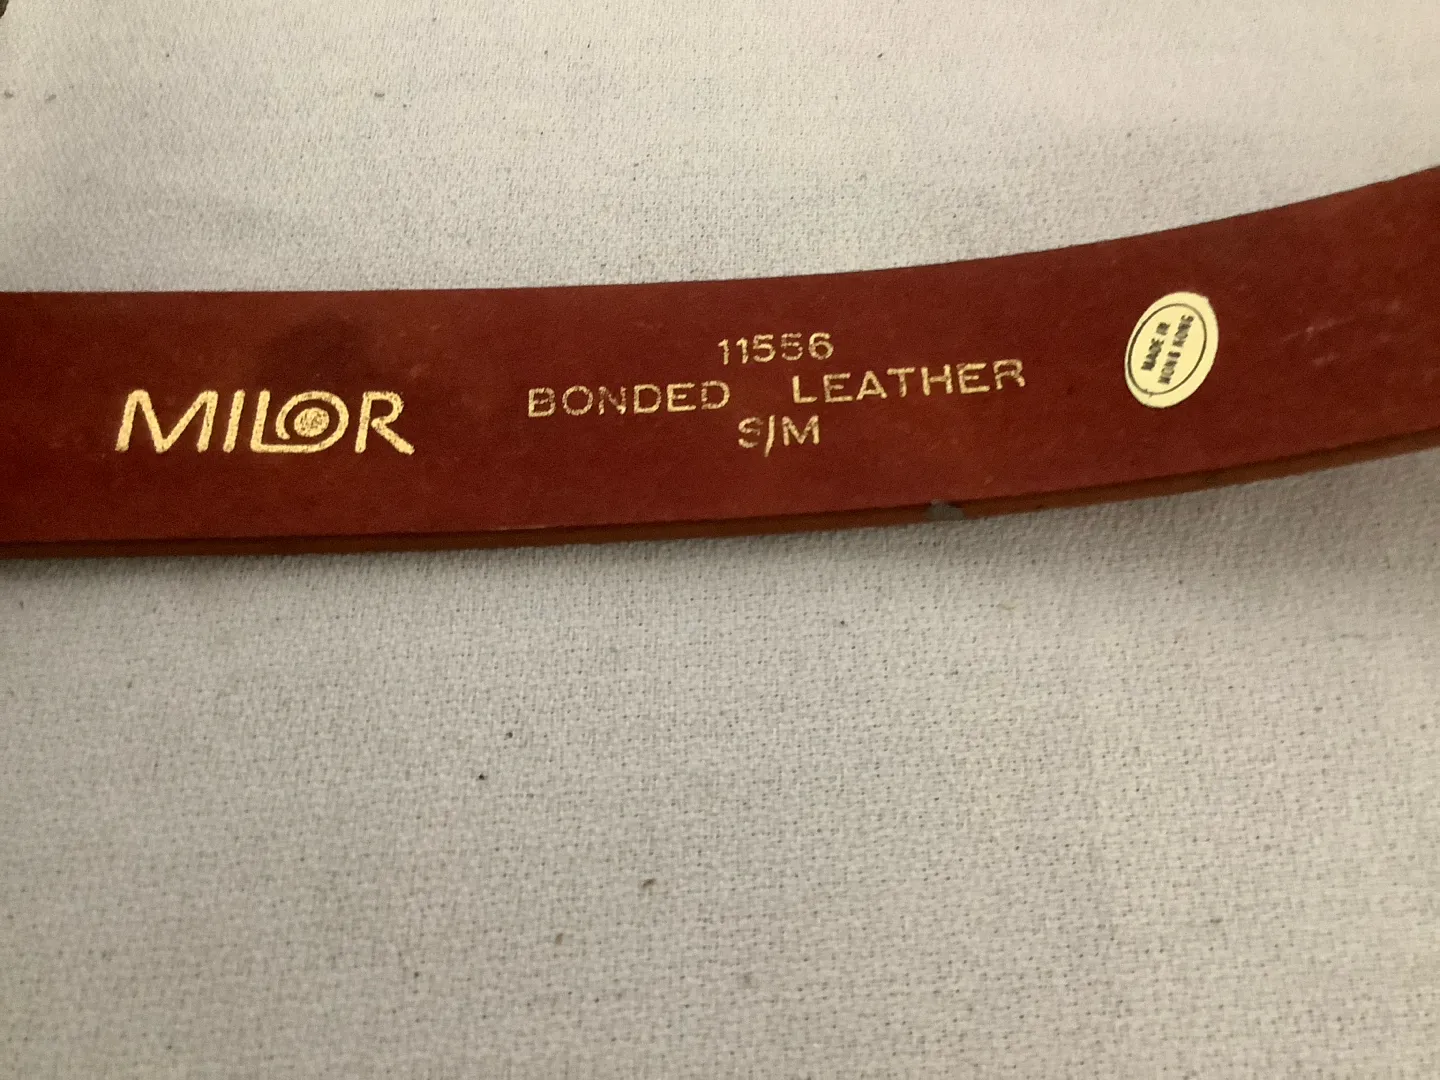 MILOR
11556
BONDED LEATHER
S/M
MADE IN
HONG KONG